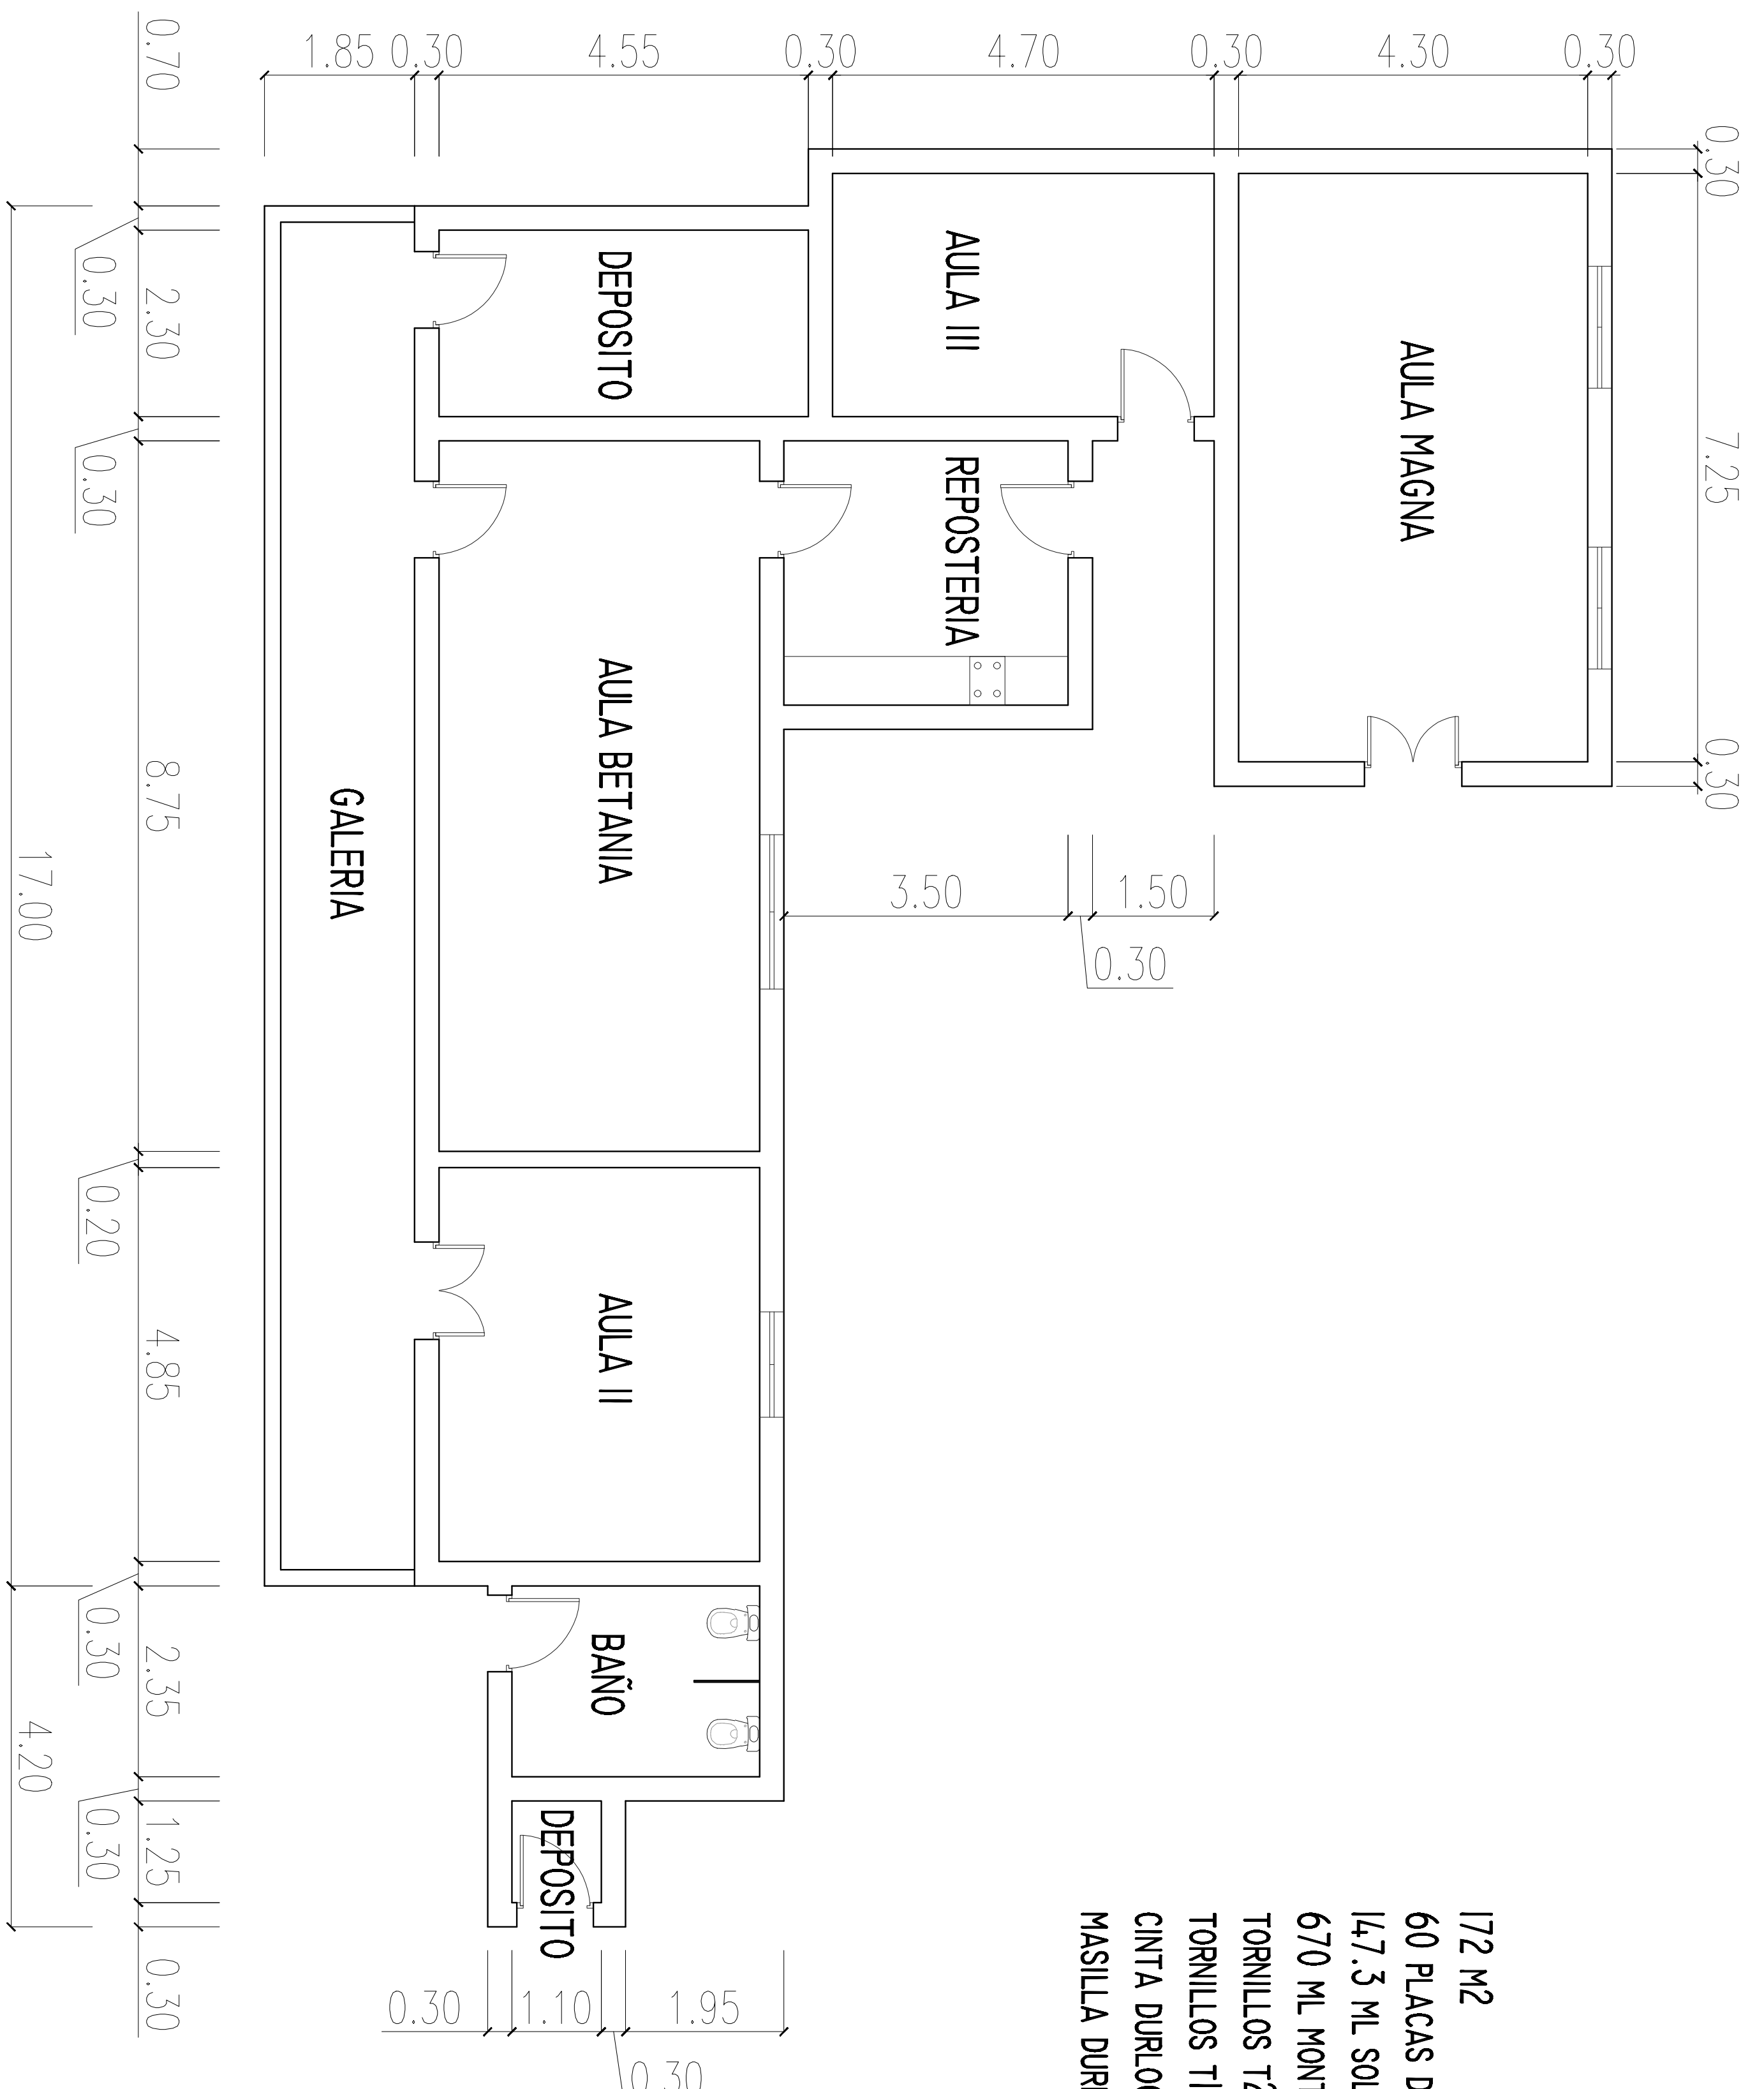 0.70
1.85
0.30
4.55
0.30
4.70
0.30
4.30
0.30
0.30
7.25
0.30
AULA MAGNA
AULA III
DEPOSITO
REPOSTERIA
AULA BETANIA
GALERIA
AULA II
BAÑO
DEPOSITO
3.50
1.50
0.30
0.30
2.30
0.30
8.75
17.00
0.20
4.85
0.30
2.35
4.20
0.30
1.25
0.30
0.30
1.10
1.95
0.30
172 M2
60 PLACAS
147.3 ML
670 ML
TORNILLOS
TORNILLOS
CINTA
MASILLA